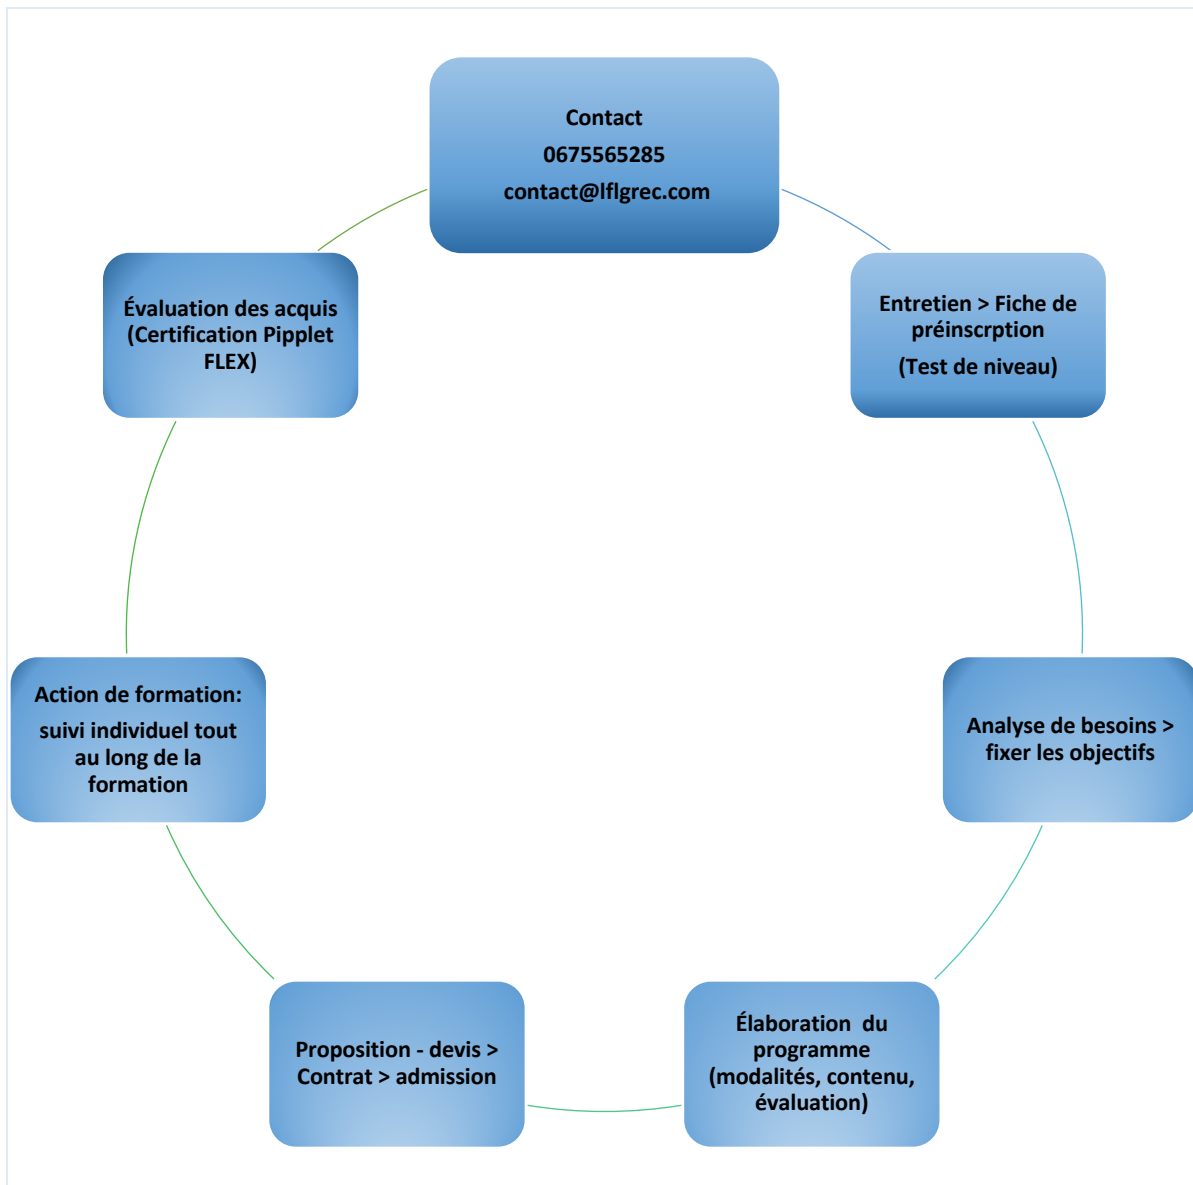 Contact
0675565285
contact@lflgrec.com
Entretien > Fiche de
préinscrption
(Test de niveau)
Analyse de besoins >
fixer les objectifs
Élaboration  du
programme
(modalités, contenu,
évaluation)
Proposition - devis >
Contrat > admission
Action de formation:
suivi individuel tout
au long de la
formation
Évaluation des acquis
(Certification Pipplet
FLEX)